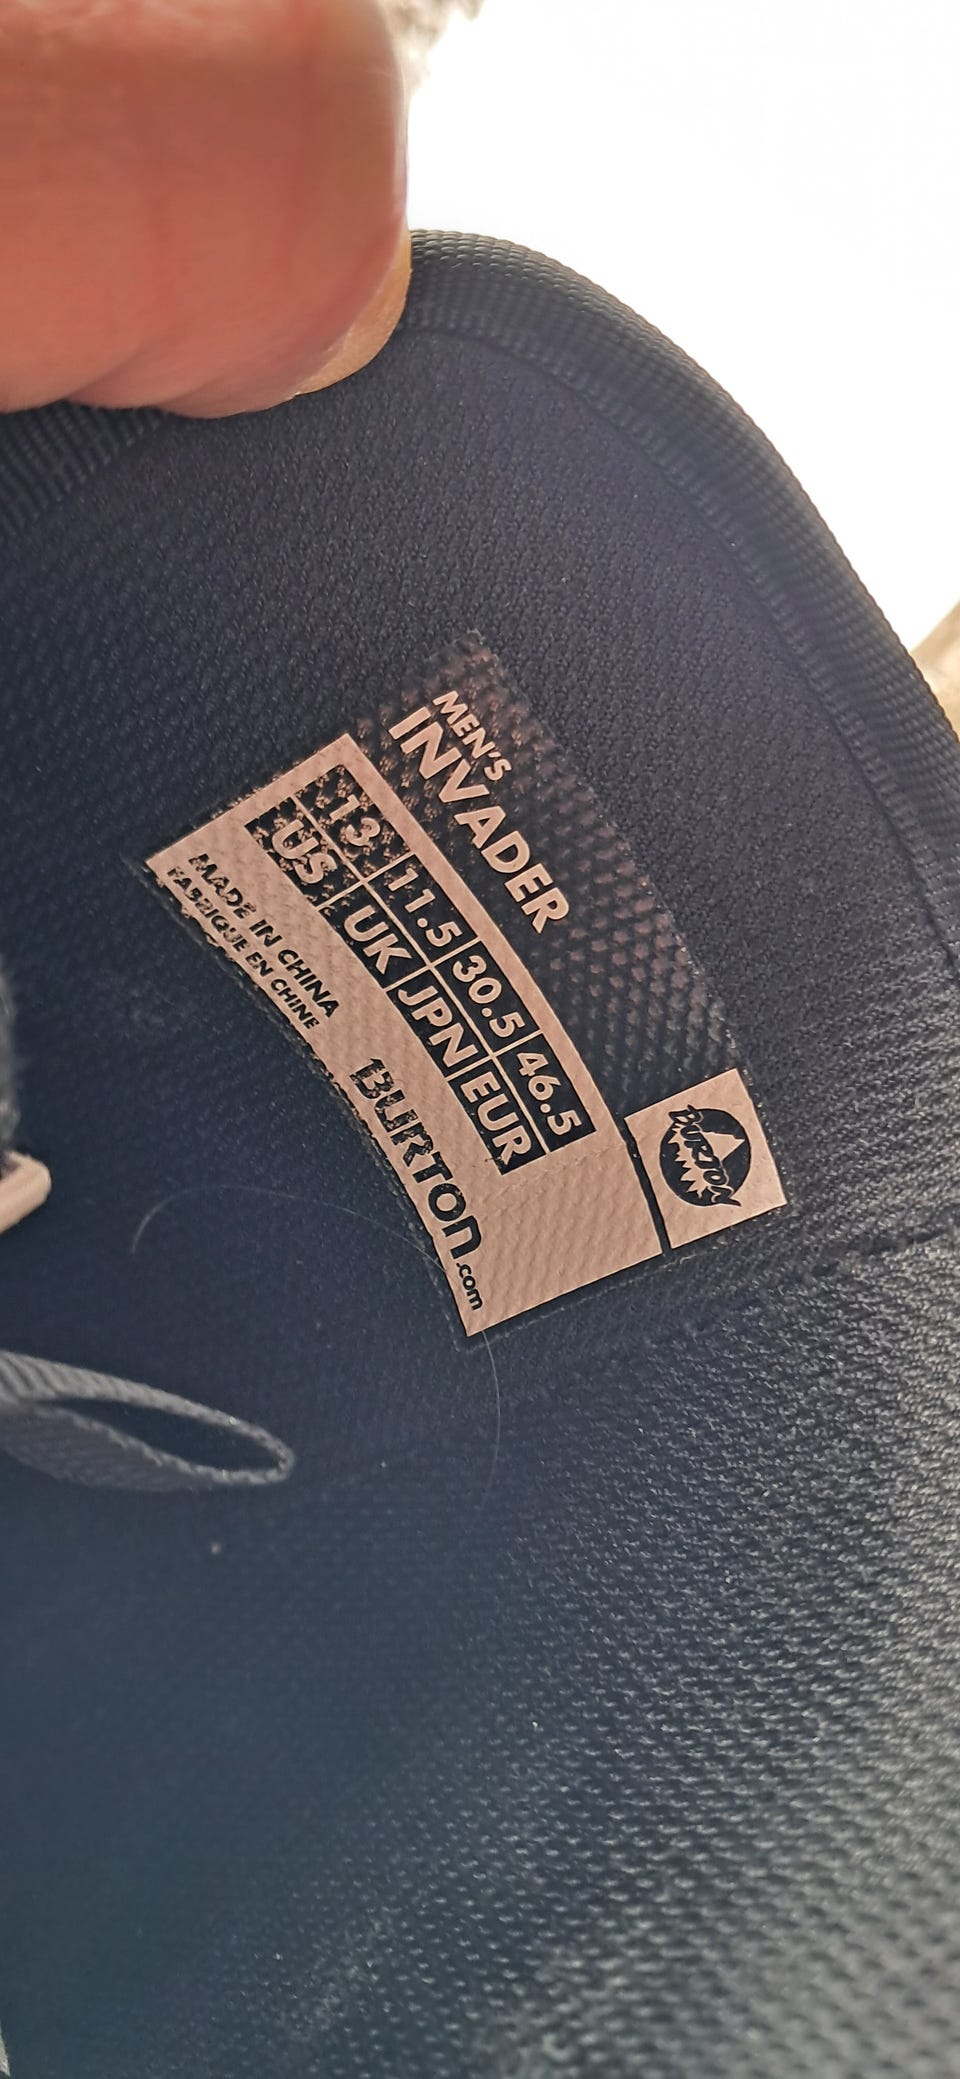 MEN'S
INVADER
13 11.5 30.5 46.5
US UK JPN EUR
MADE IN CHINA
FABRIQUE EN CHINE
BURTON.com
BURTON